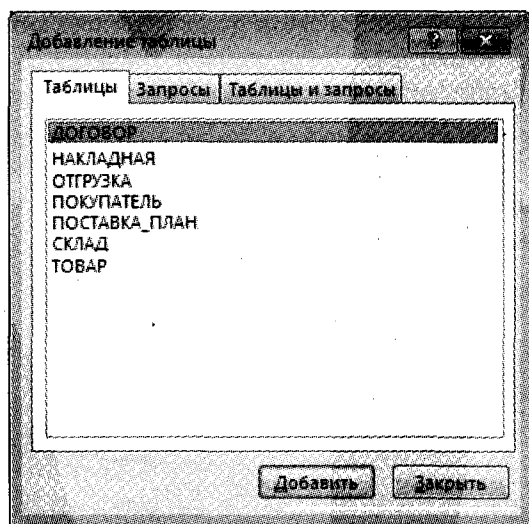 Добавление таблицы
Таблицы Запросы Таблицы и запросы
ДОГОВОР
НАКЛАДНАЯ
ОТГРУЗКА
ПОКУПАТЕЛЬ
ПОСТАВКА_ПЛАН
СКЛАД
ТОВАР
Добавить Закрыть